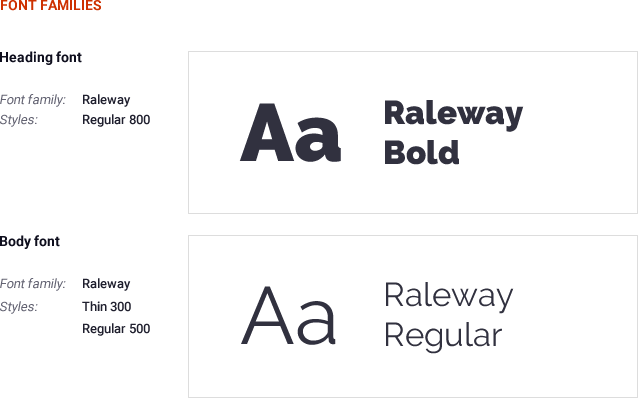 FONT FAMILIES
Heading font
Font family: Raleway
Styles: Regular 800
Aa
Raleway
Bold
Body font
Font family: Raleway
Styles: Thin 300
Regular 500
Aa
Raleway
Regular